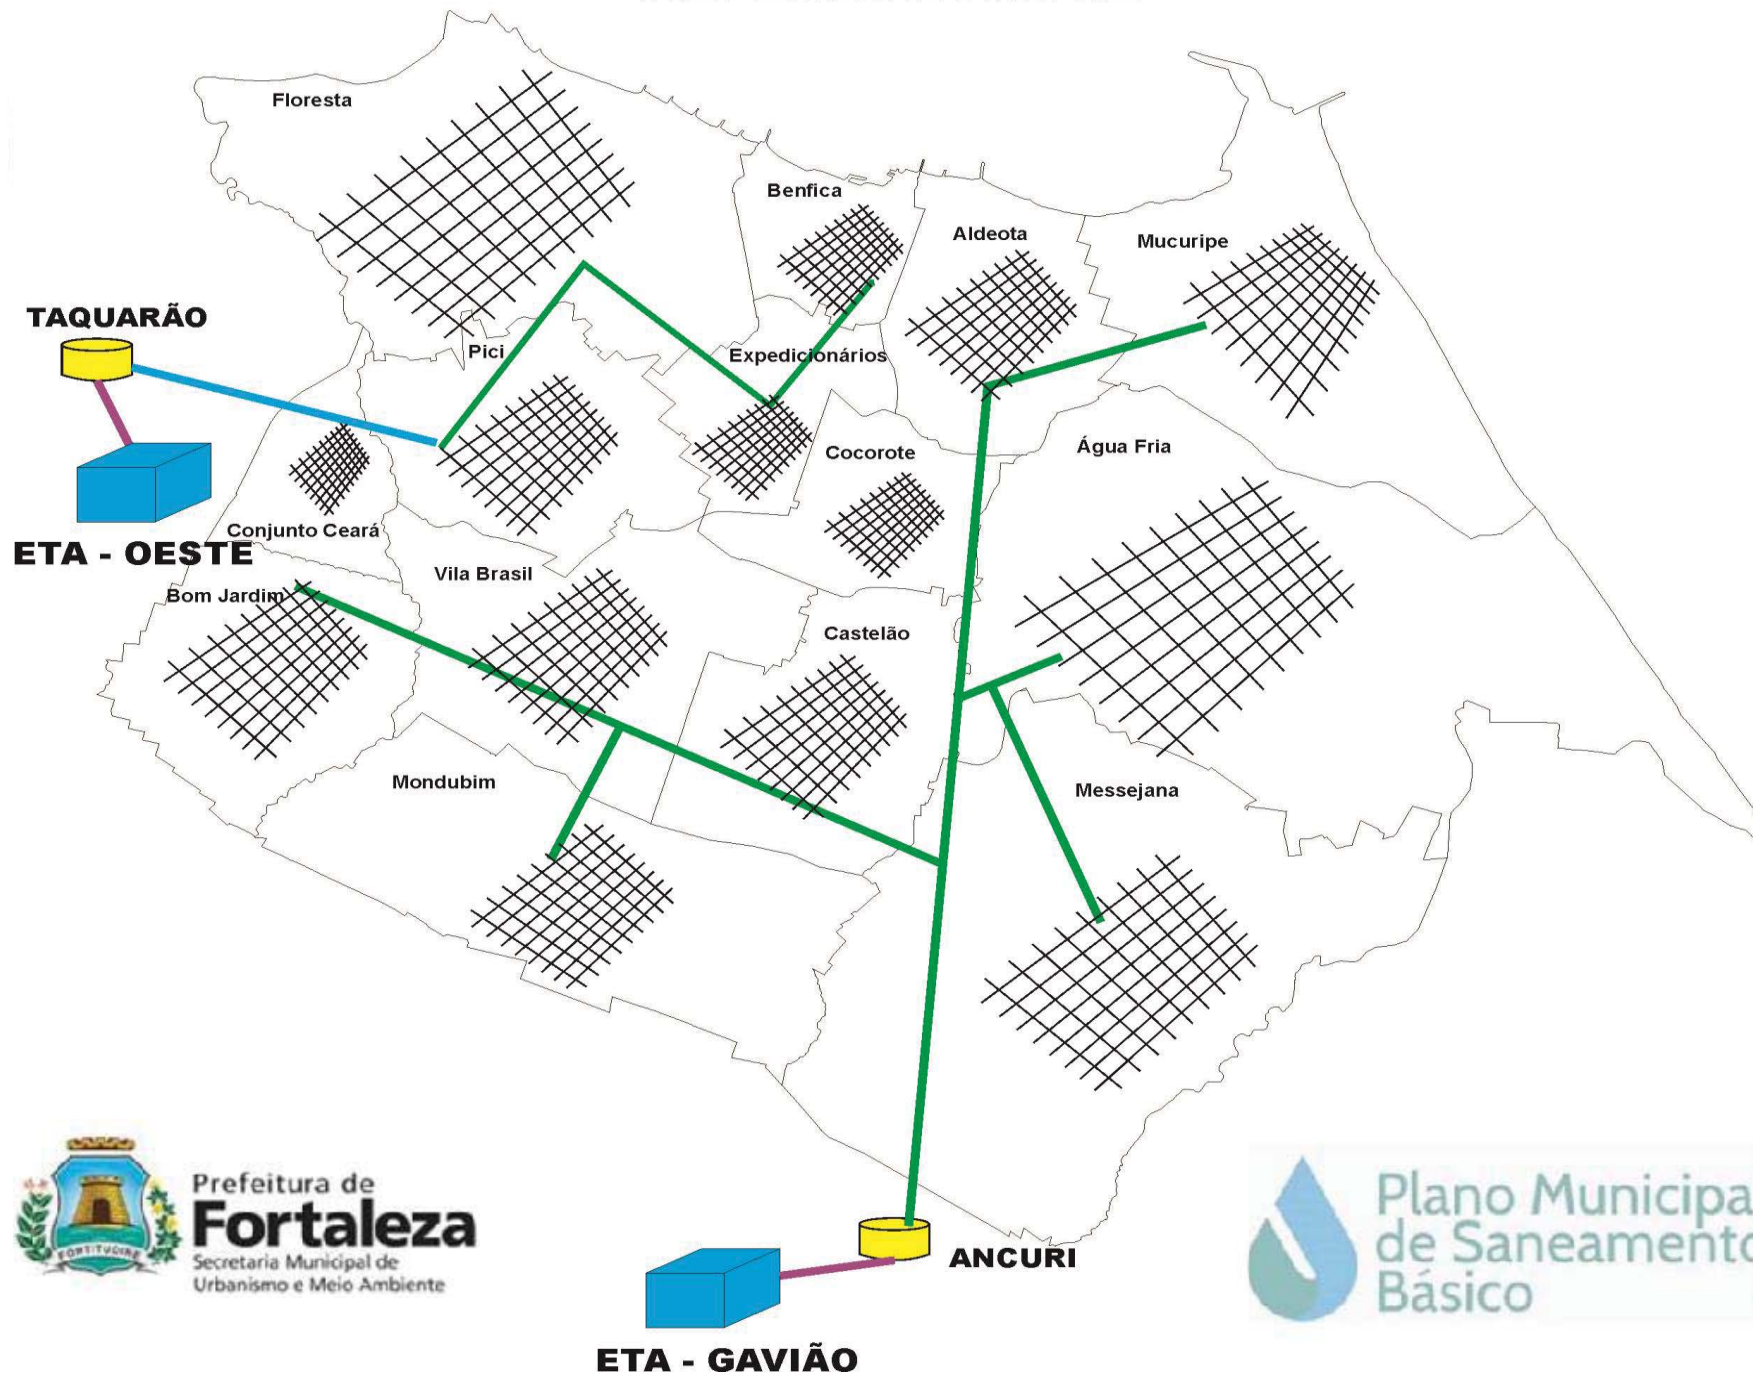 Floresta
Benfica
Aldeota
Mucuripe
TAQUARÃO
Pici
Expedicionários
Água Fria
Cocorote
Conjunto Ceará
ETA - OESTE
Vila Brasil
Bom Jardim
Castelão
Mondubim
Messejana
Prefeitura de
Fortaleza
Secretaria Municipal de
Urbanismo e Meio Ambiente
FORTITUDINE
Plano Municipa
de Saneamento
Básico
ANCURI
ETA - GAVIÃO